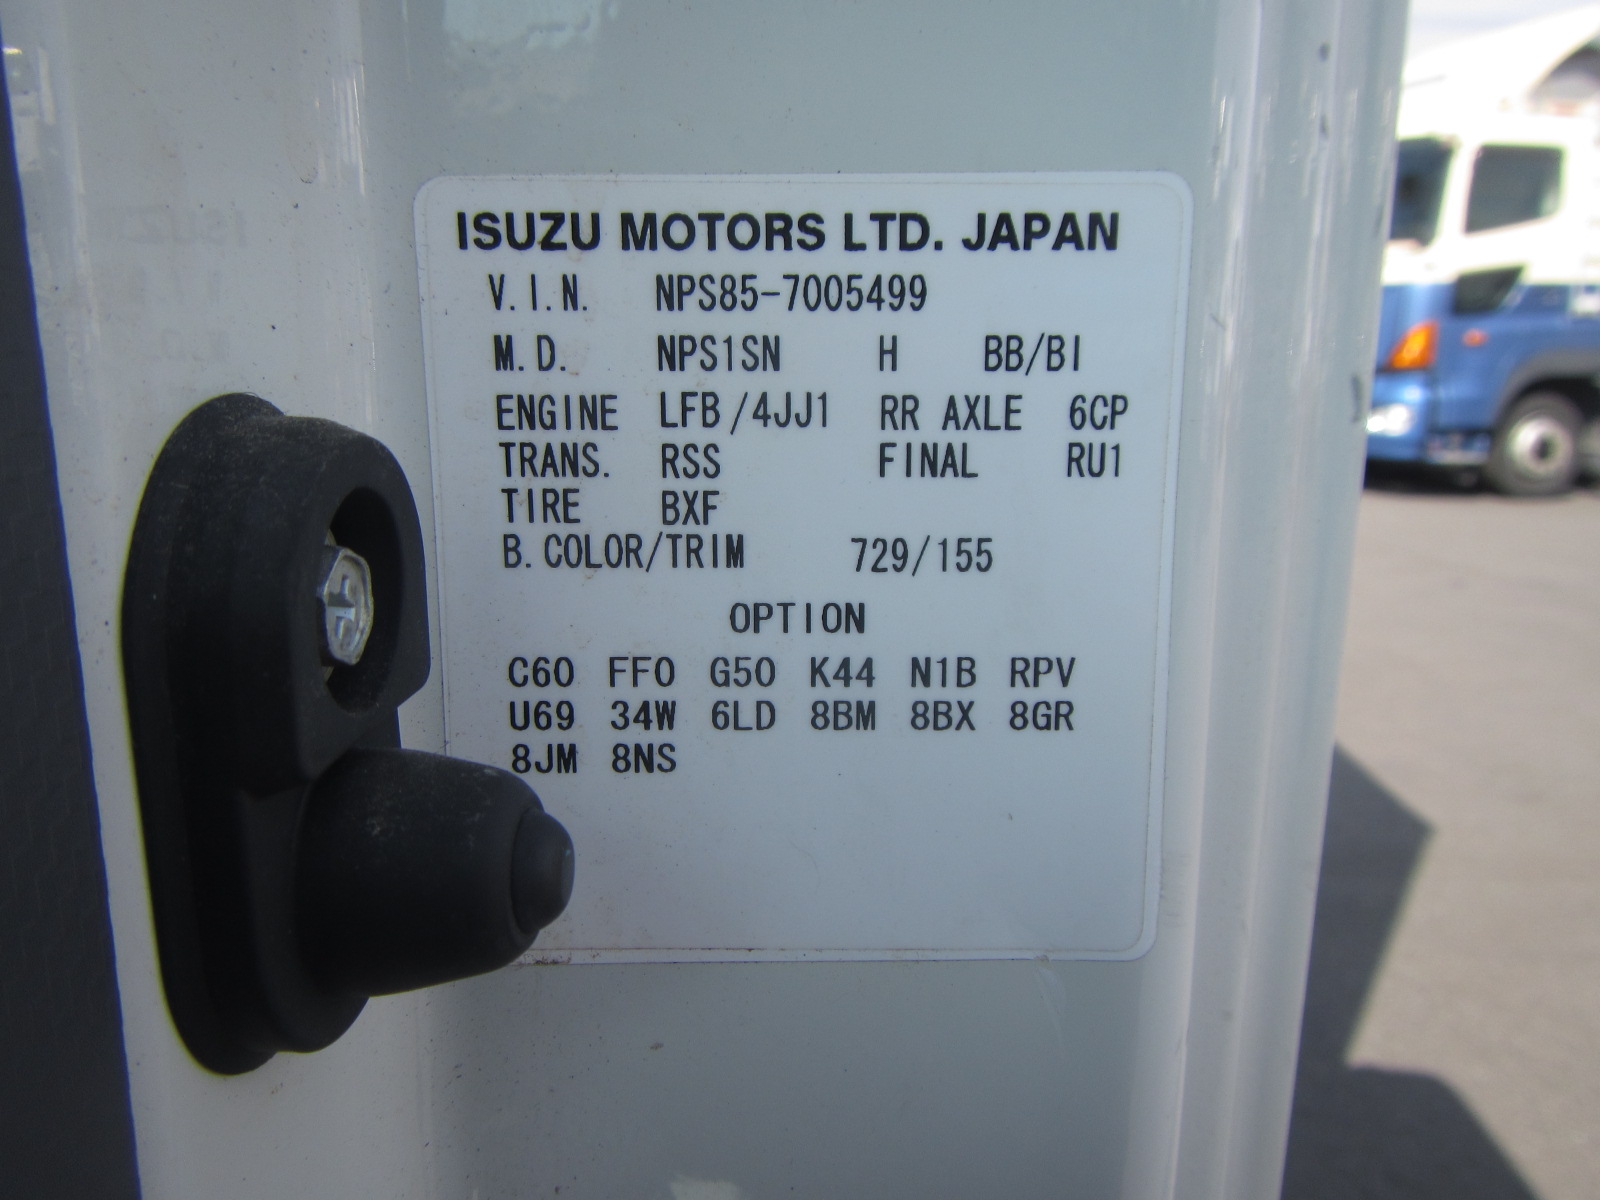 ISUZU MOTORS LTD. JAPAN
V.I.N. NPS85-7005499
M.D. NPS1SN H BB/BI
ENGINE LFB/4JJ1 RR AXLE 6CP
TRANS. RSS FINAL RU1
TIRE BXF
B.COLOR/TRIM 729/155
OPTION
C60 FF0 G50 K44 N1B RPV
U69 34W 6LD 8BM 8BX 8GR
8JM 8NS